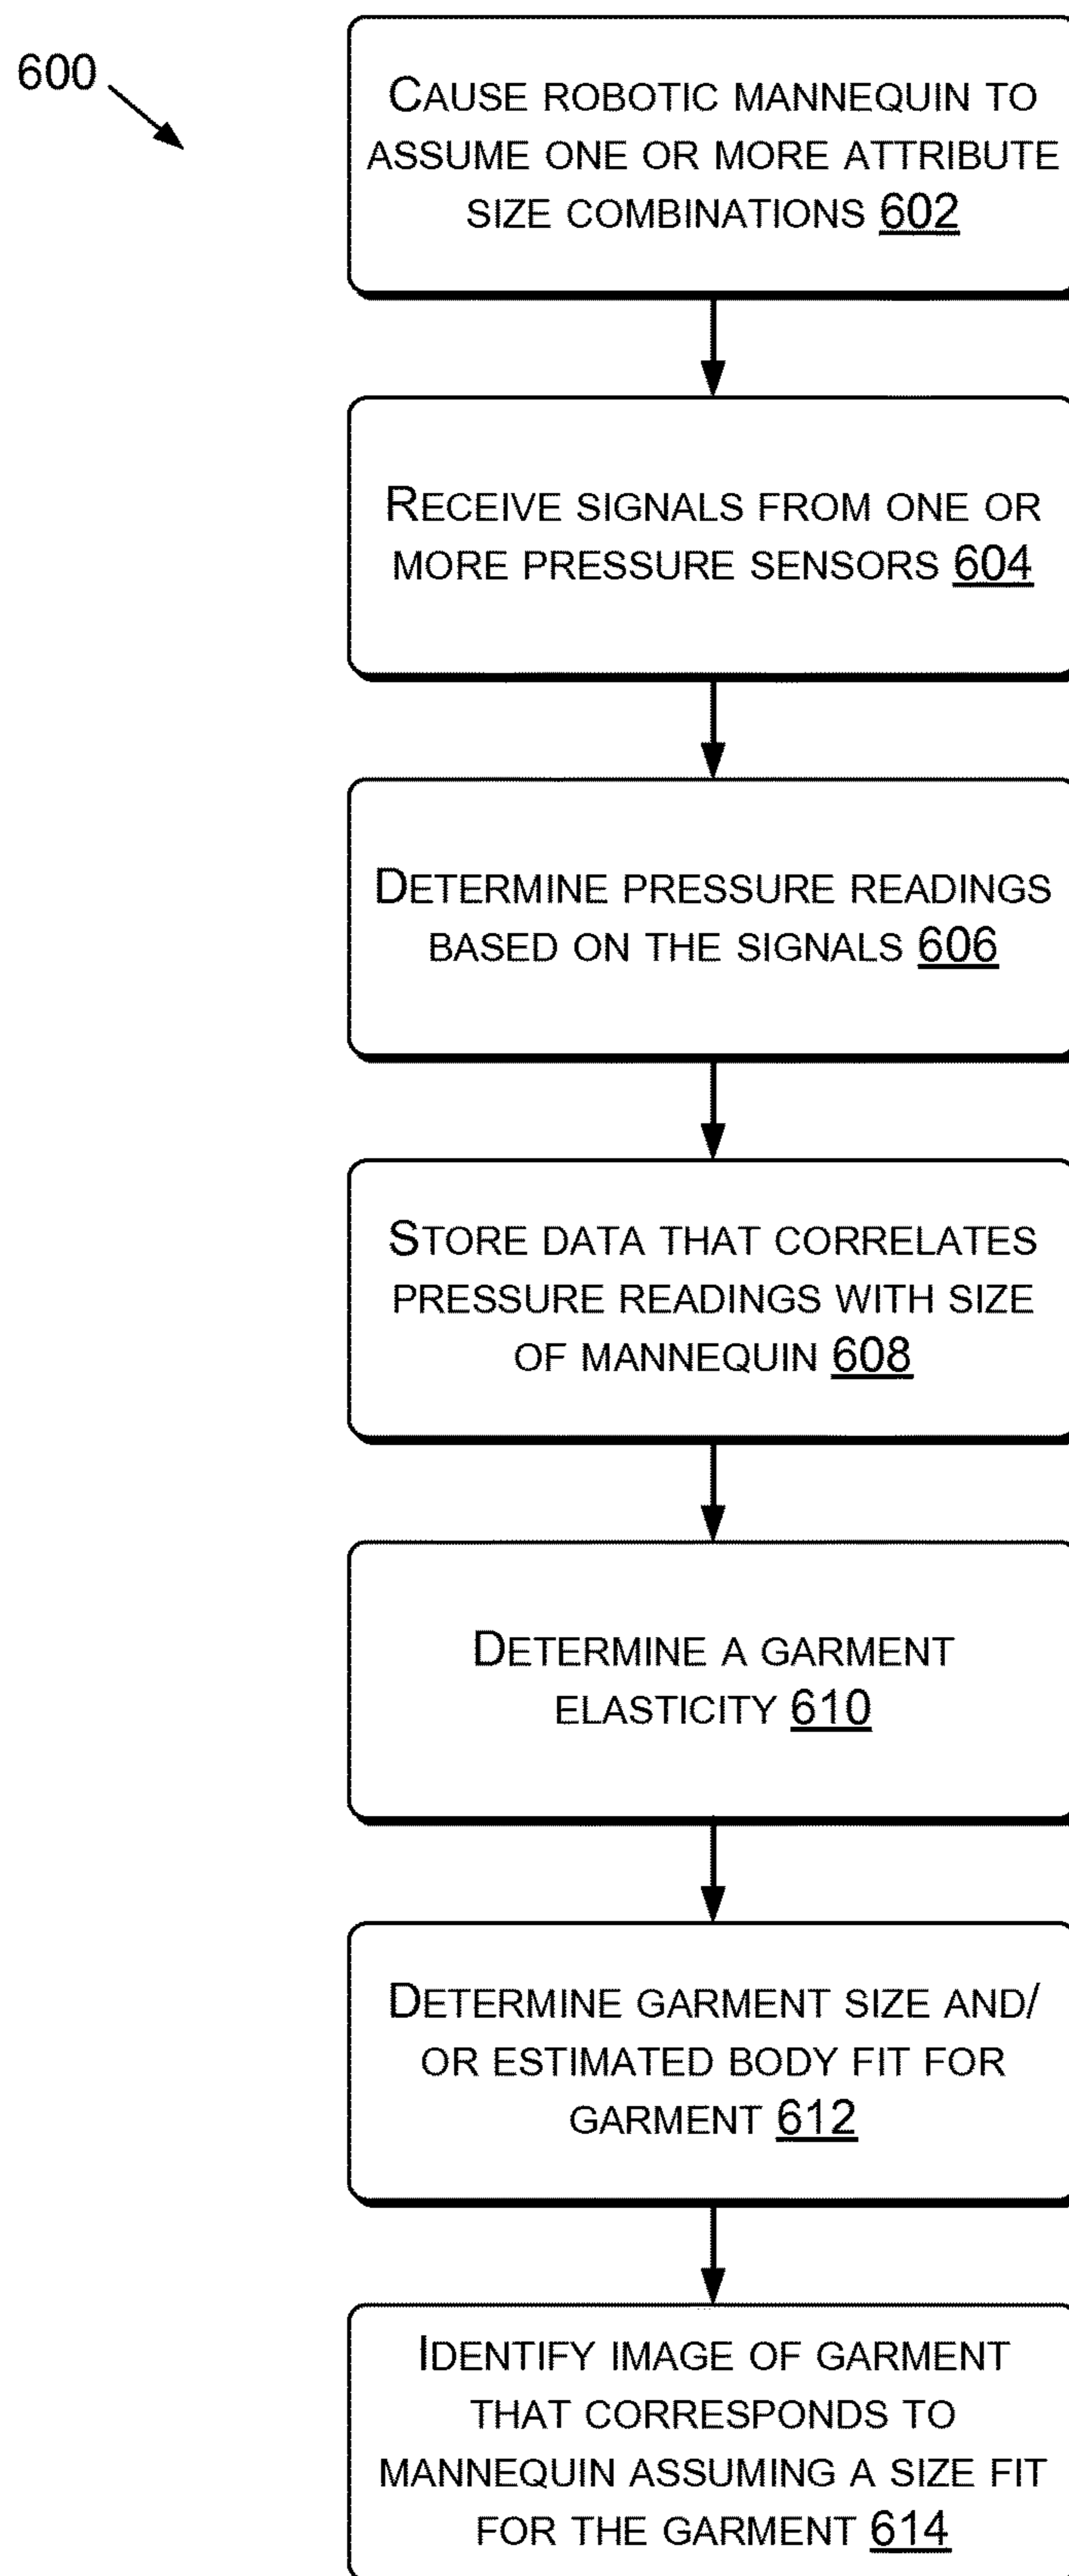 600
CAUSE ROBOTIC MANNEQUIN TO
ASSUME ONE OR MORE ATTRIBUTE
SIZE COMBINATIONS 602
RECEIVE SIGNALS FROM ONE OR
MORE PRESSURE SENSORS 604
DETERMINE PRESSURE READINGS
BASED ON THE SIGNALS 606
STORE DATA THAT CORRELATES
PRESSURE READINGS WITH SIZE
OF MANNEQUIN 608
DETERMINE A GARMENT
ELASTICITY 610
DETERMINE GARMENT SIZE AND/
OR ESTIMATED BODY FIT FOR
GARMENT 612
IDENTIFY IMAGE OF GARMENT
THAT CORRESPONDS TO
MANNEQUIN ASSUMING A SIZE FIT
FOR THE GARMENT 614